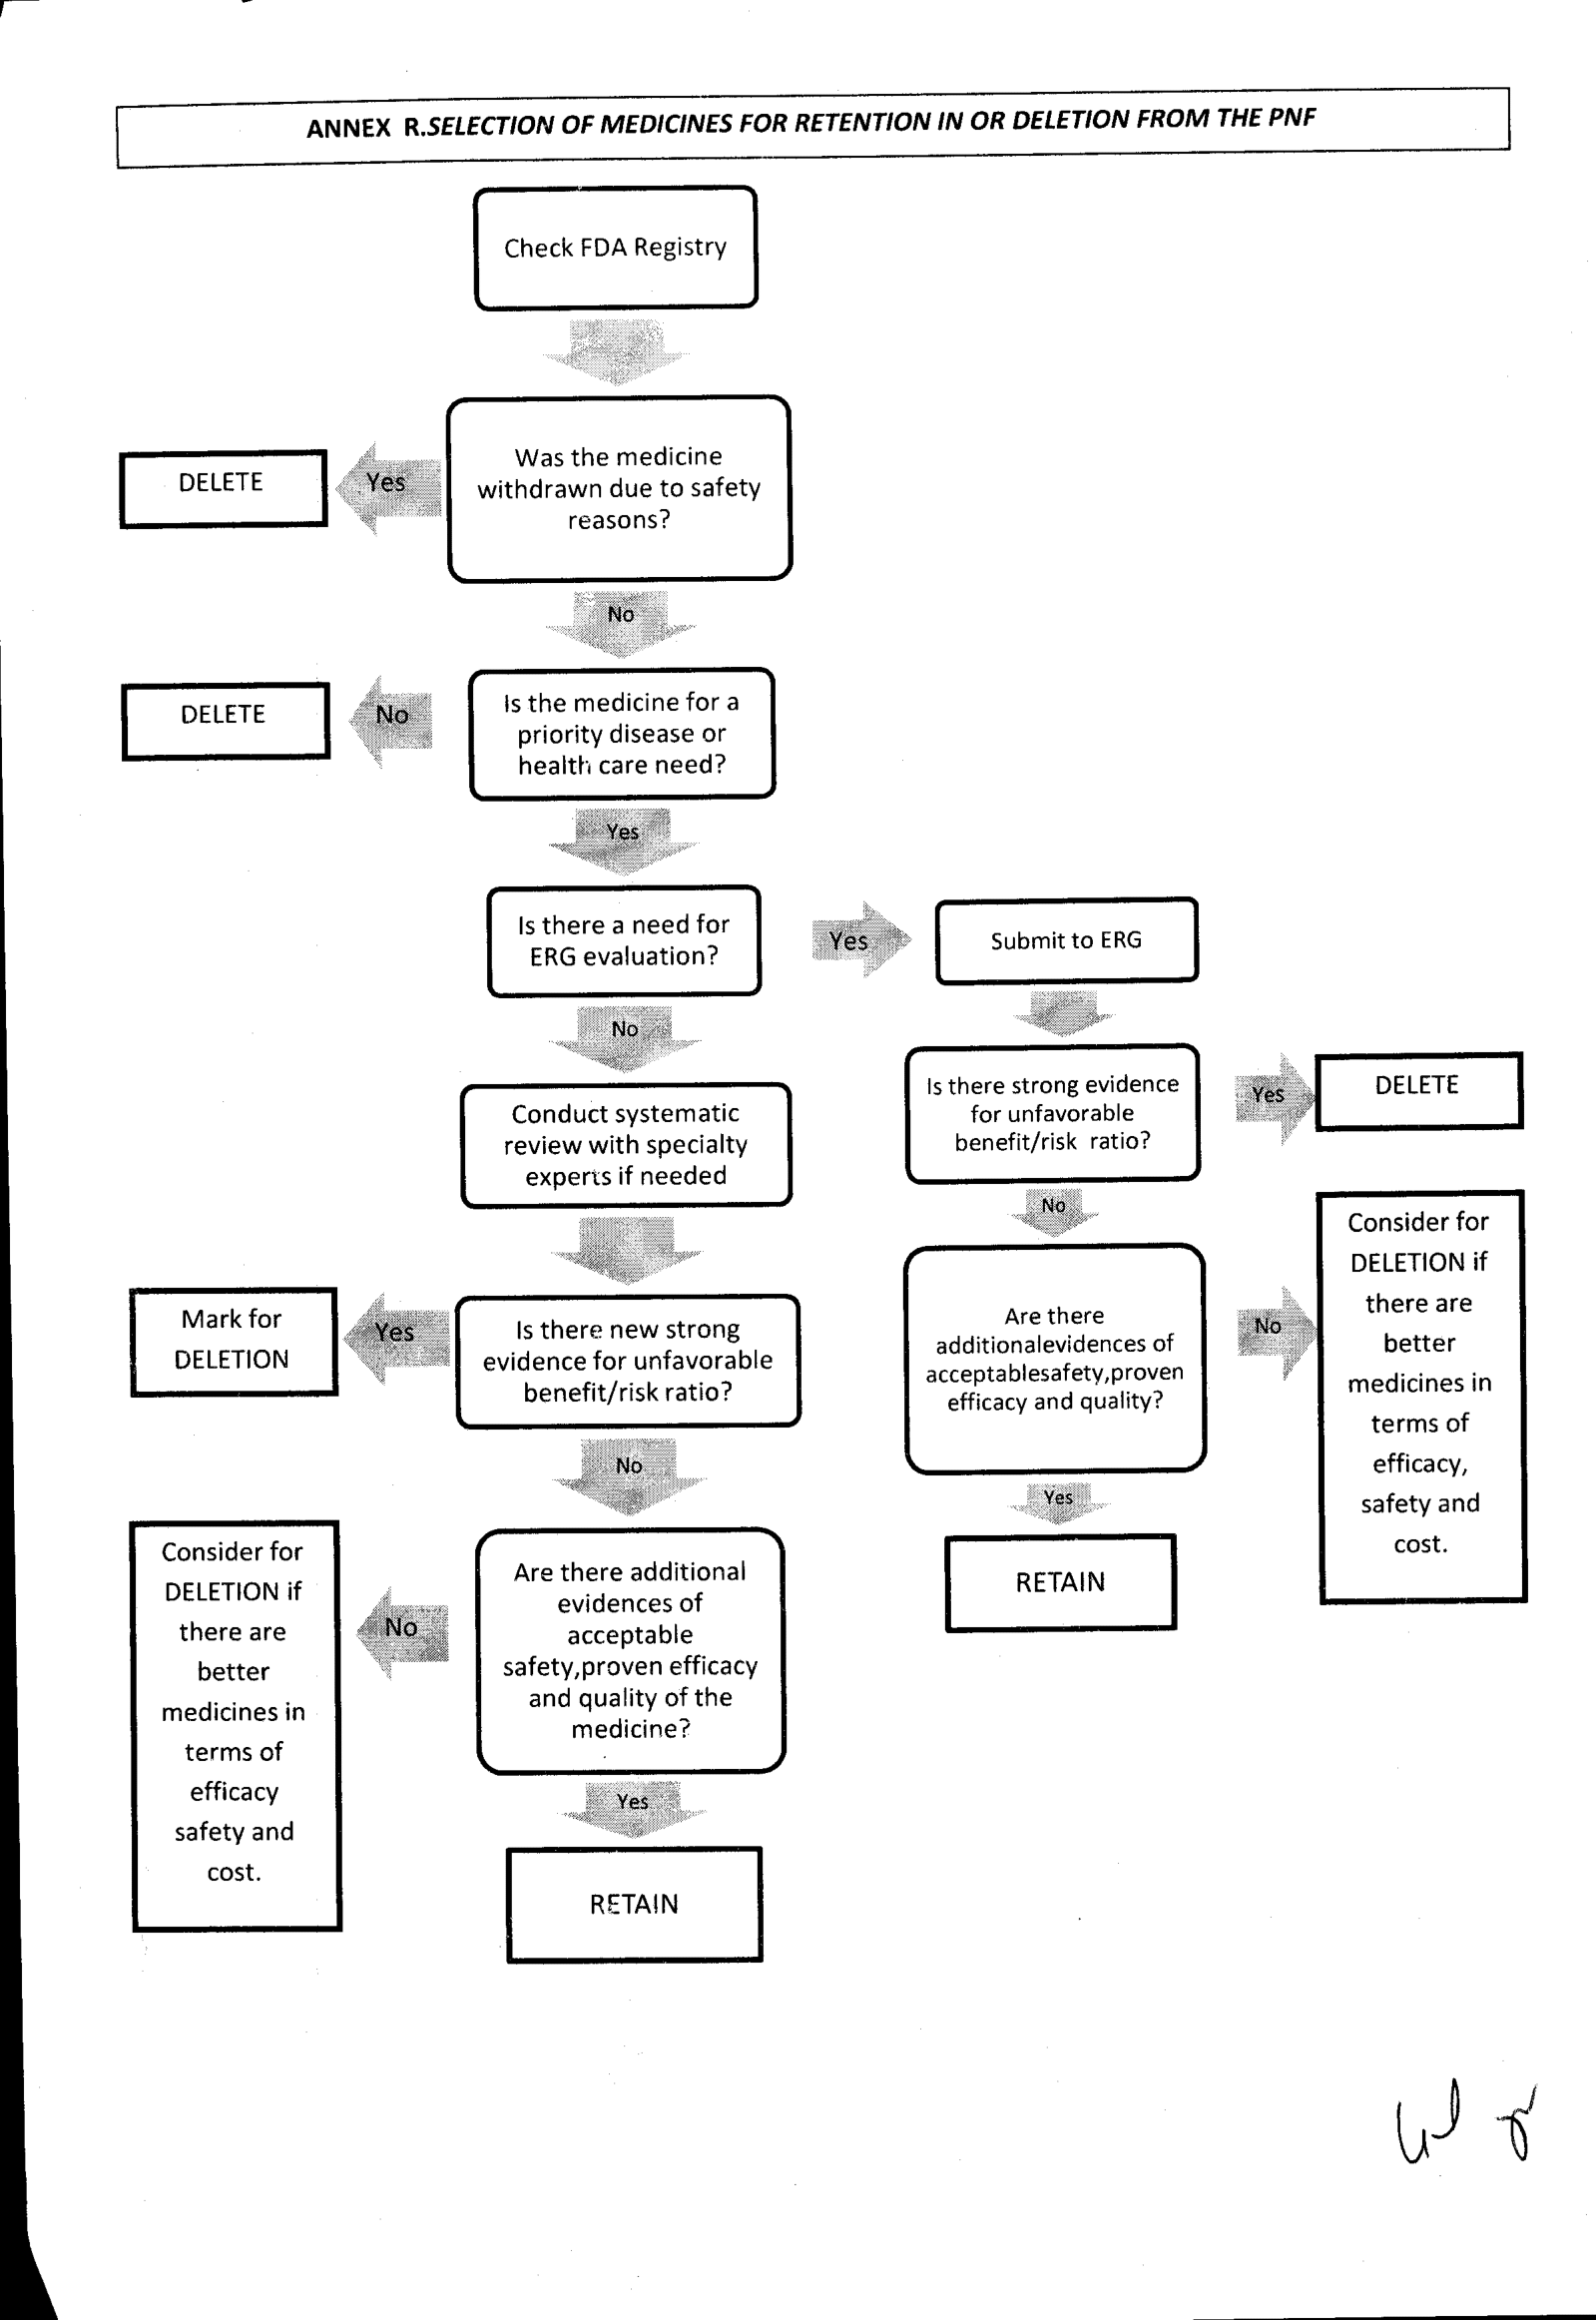 ANNEX R.SELECTION OF MEDICINES FOR RETENTION IN OR DELETION FROM THE PNF
Check FDA Registry
Was the medicine
withdrawn due to safety
reasons?
Yes
DELETE
No
Is the medicine for a
priority disease or
health care need?
No
DELETE
Yes
Is there a need for
ERG evaluation?
Yes
Submit to ERG
No
Conduct systematic
review with specialty
experts if needed
Is there new strong
evidence for unfavorable
benefit/risk ratio?
Yes
Mark for
DELETION
No
Are there additional
evidences of
acceptable
safety,proven efficacy
and quality of the
medicine?
No
Consider for
DELETION if
there are
better
medicines in
terms of
efficacy
safety and
cost.
Yes
RETAIN
Is there strong evidence
for unfavorable
benefit/risk ratio?
Yes
DELETE
No
Are there
additionalevidences of
acceptablesafety,proven
efficacy and quality?
No
Consider for
DELETION if
there are
better
medicines in
terms of
efficacy,
safety and
cost.
Yes
RETAIN